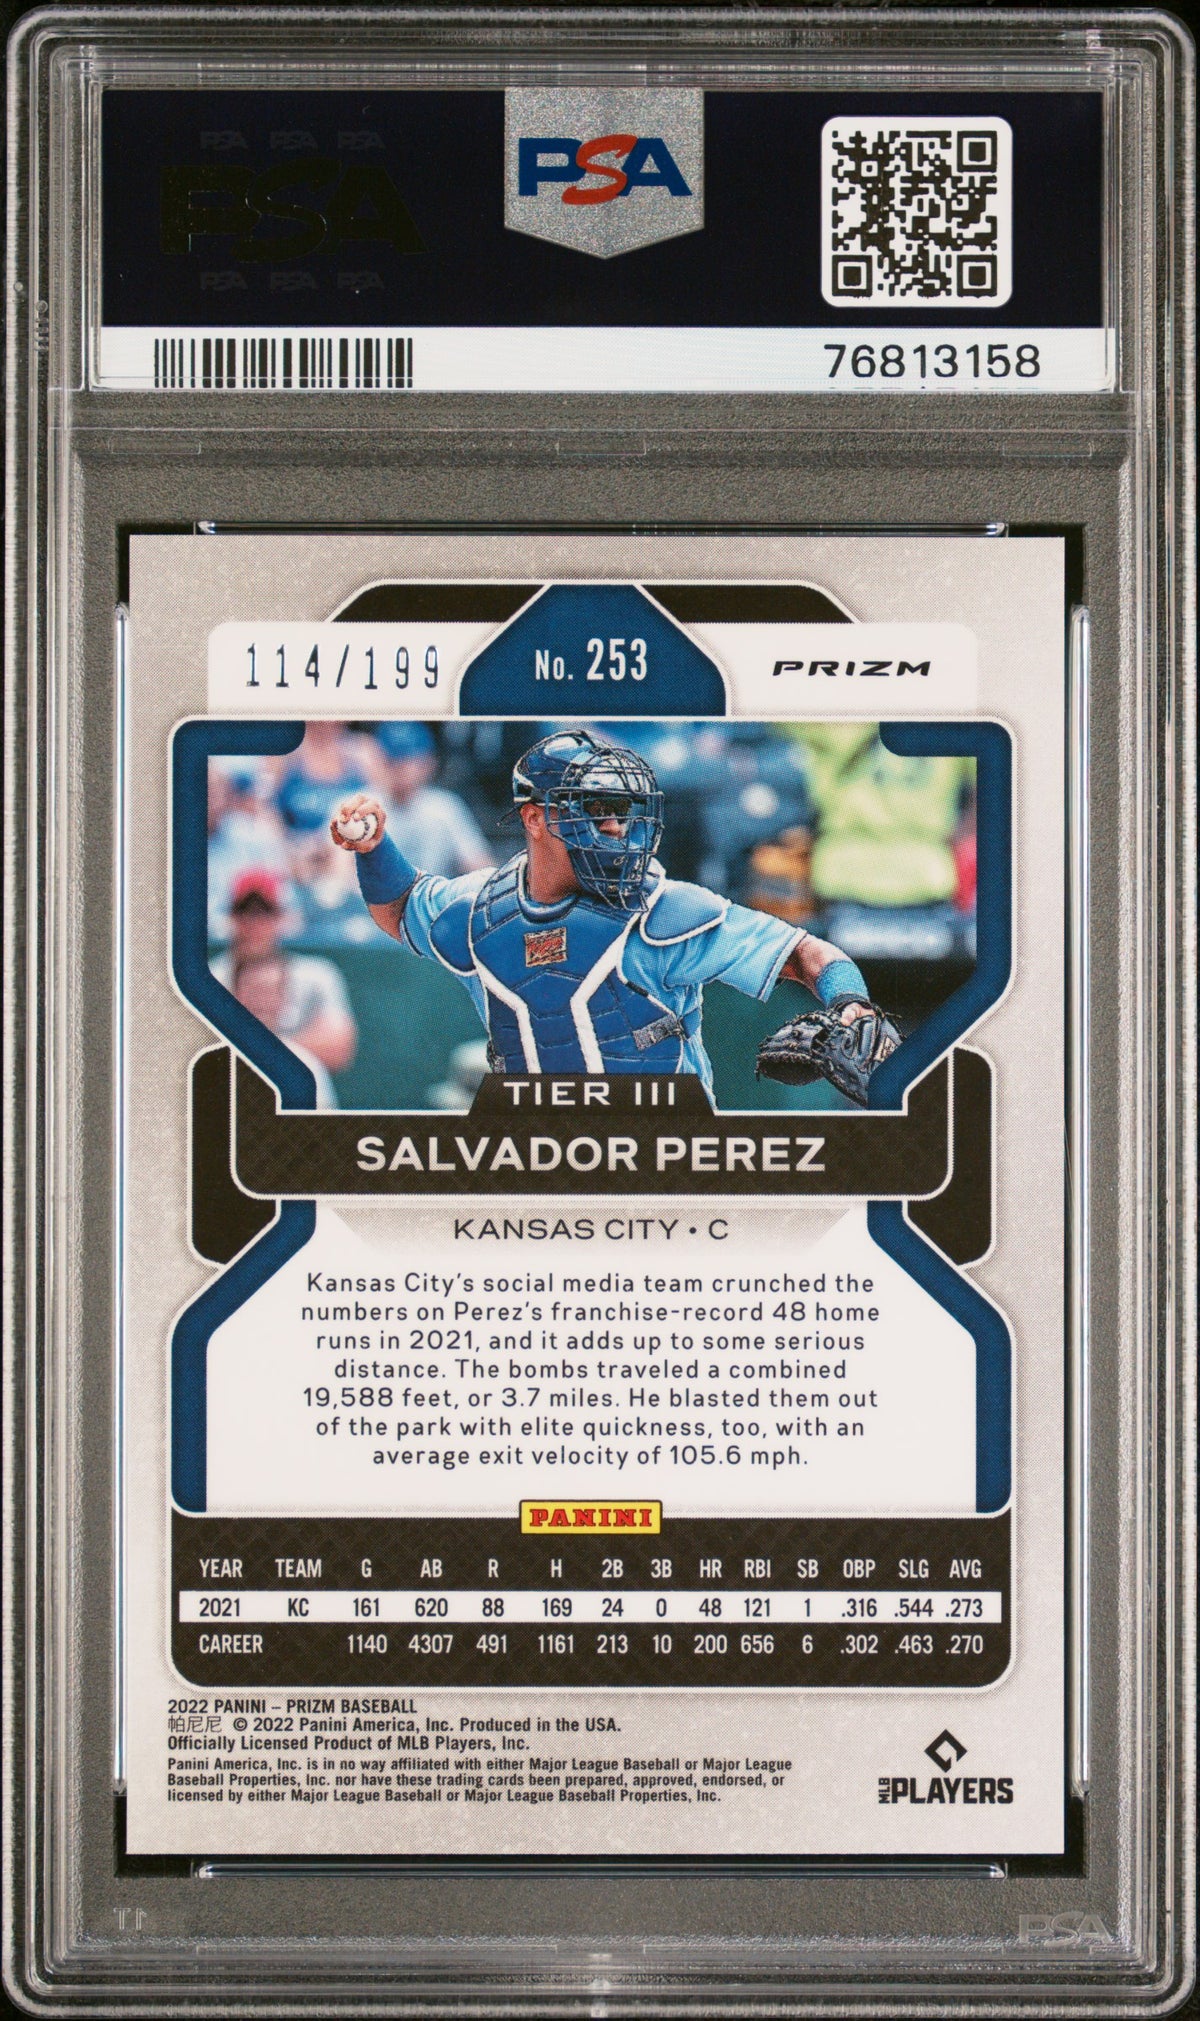 PSA PSA PSA
PSA
PSA PSA PSA
PSA
76813158
114/199
No. 253
PRIZM
TIER III
SALVADOR PEREZ
KANSAS CITY • C
Kansas City's social media team crunched the
numbers on Perez's franchise-record 48 home
runs in 2021, and it adds up to some serious
distance. The bombs traveled a combined
19,588 feet, or 3.7 miles. He blasted them out
of the park with elite quickness, too, with an
average exit velocity of 105.6 mph.
PANINI
YEAR TEAM G AB R H 2B 3B HR RBI SB OBP SLG AVG
2021 KC 161 620 88 169 24 0 48 121 1 .316 .544 .273
CAREER 1140 4307 491 1161 213 10 200 656 6 .302 .463 .270
2022 PANINI – PRIZM BASEBALL
帕尼尼 © 2022 Panini America, Inc. Produced in the USA.
Officially Licensed Product of MLB Players, Inc.
Panini America, Inc. is in no way affiliated with either Major League Baseball or Major League
Baseball Properties, Inc. nor have these trading cards been prepared, approved, endorsed, or
licensed by either Major League Baseball or Major League Baseball Properties, Inc.
MLB PLAYERS
PSA